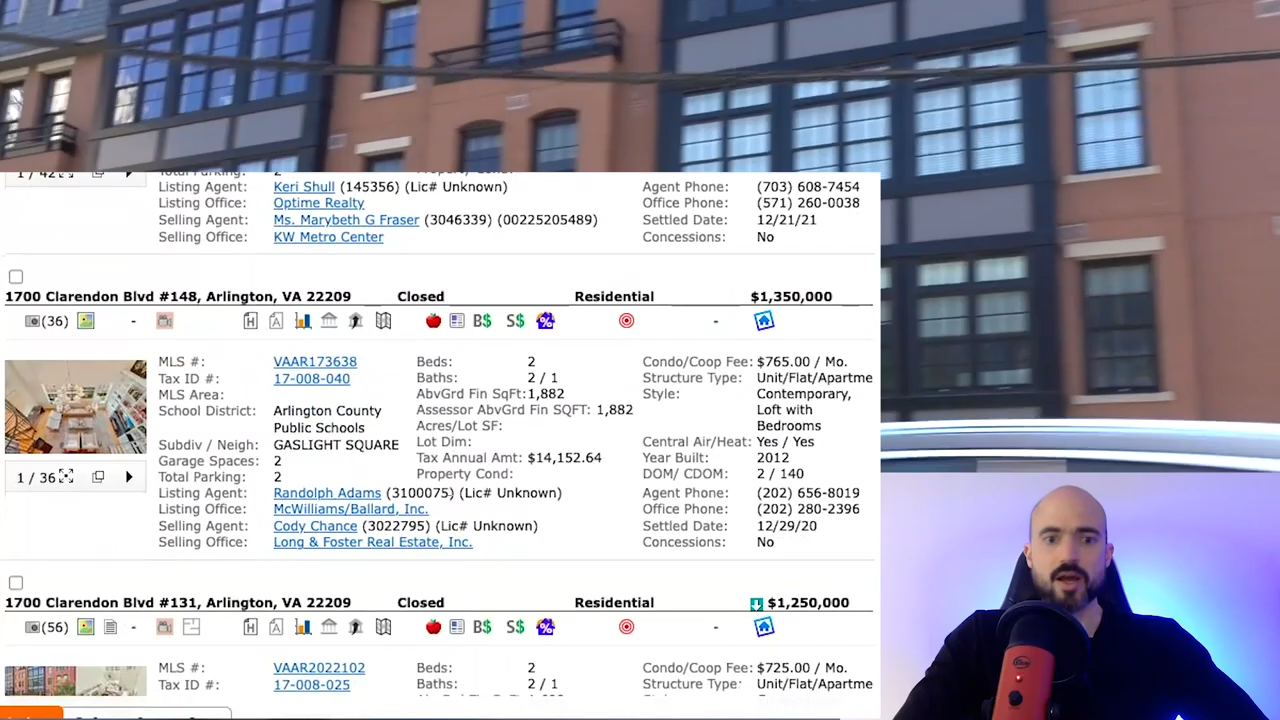 1 / 42
Total Parking: 2
Listing Agent: Keri Shull (145356) (Lic# Unknown) Agent Phone: (703) 608-7454
Listing Office: Optime Realty Office Phone: (571) 260-0038
Selling Agent: Ms. Marybeth G Fraser (3046339) (00225205489) Settled Date: 12/21/21
Selling Office: KW Metro Center Concessions: No
1700 Clarendon Blvd #148, Arlington, VA 22209 Closed Residential $1,350,000
(36) - H A B$ S$ % -
MLS #: VAAR173638 Beds: 2 Condo/Coop Fee: $765.00 / Mo.
Tax ID #: 17-008-040 Baths: 2 / 1 Structure Type: Unit/Flat/Apartme
MLS Area: AbvGrd Fin SqFt: 1,882 Style: Contemporary,
School District: Arlington County Assessor AbvGrd Fin SQFT: 1,882 Loft with
Public Schools Acres/Lot SF: Bedrooms
Subdiv / Neigh: GASLIGHT SQUARE Lot Dim: Central Air/Heat: Yes / Yes
Garage Spaces: 2 Tax Annual Amt: $14,152.64 Year Built: 2012
1 / 36 Total Parking: 2 Property Cond: DOM/ CDOM: 2 / 140
Listing Agent: Randolph Adams (3100075) (Lic# Unknown) Agent Phone: (202) 656-8019
Listing Office: McWilliams/Ballard, Inc. Office Phone: (202) 280-2396
Selling Agent: Cody Chance (3022795) (Lic# Unknown) Settled Date: 12/29/20
Selling Office: Long & Foster Real Estate, Inc. Concessions: No
1700 Clarendon Blvd #131, Arlington, VA 22209 Closed Residential $1,250,000
(56) - H A B$ S$ % -
MLS #: VAAR2022102 Beds: 2 Condo/Coop Fee: $725.00 / Mo.
Tax ID #: 17-008-025 Baths: 2 / 1 Structure Type: Unit/Flat/Apartme